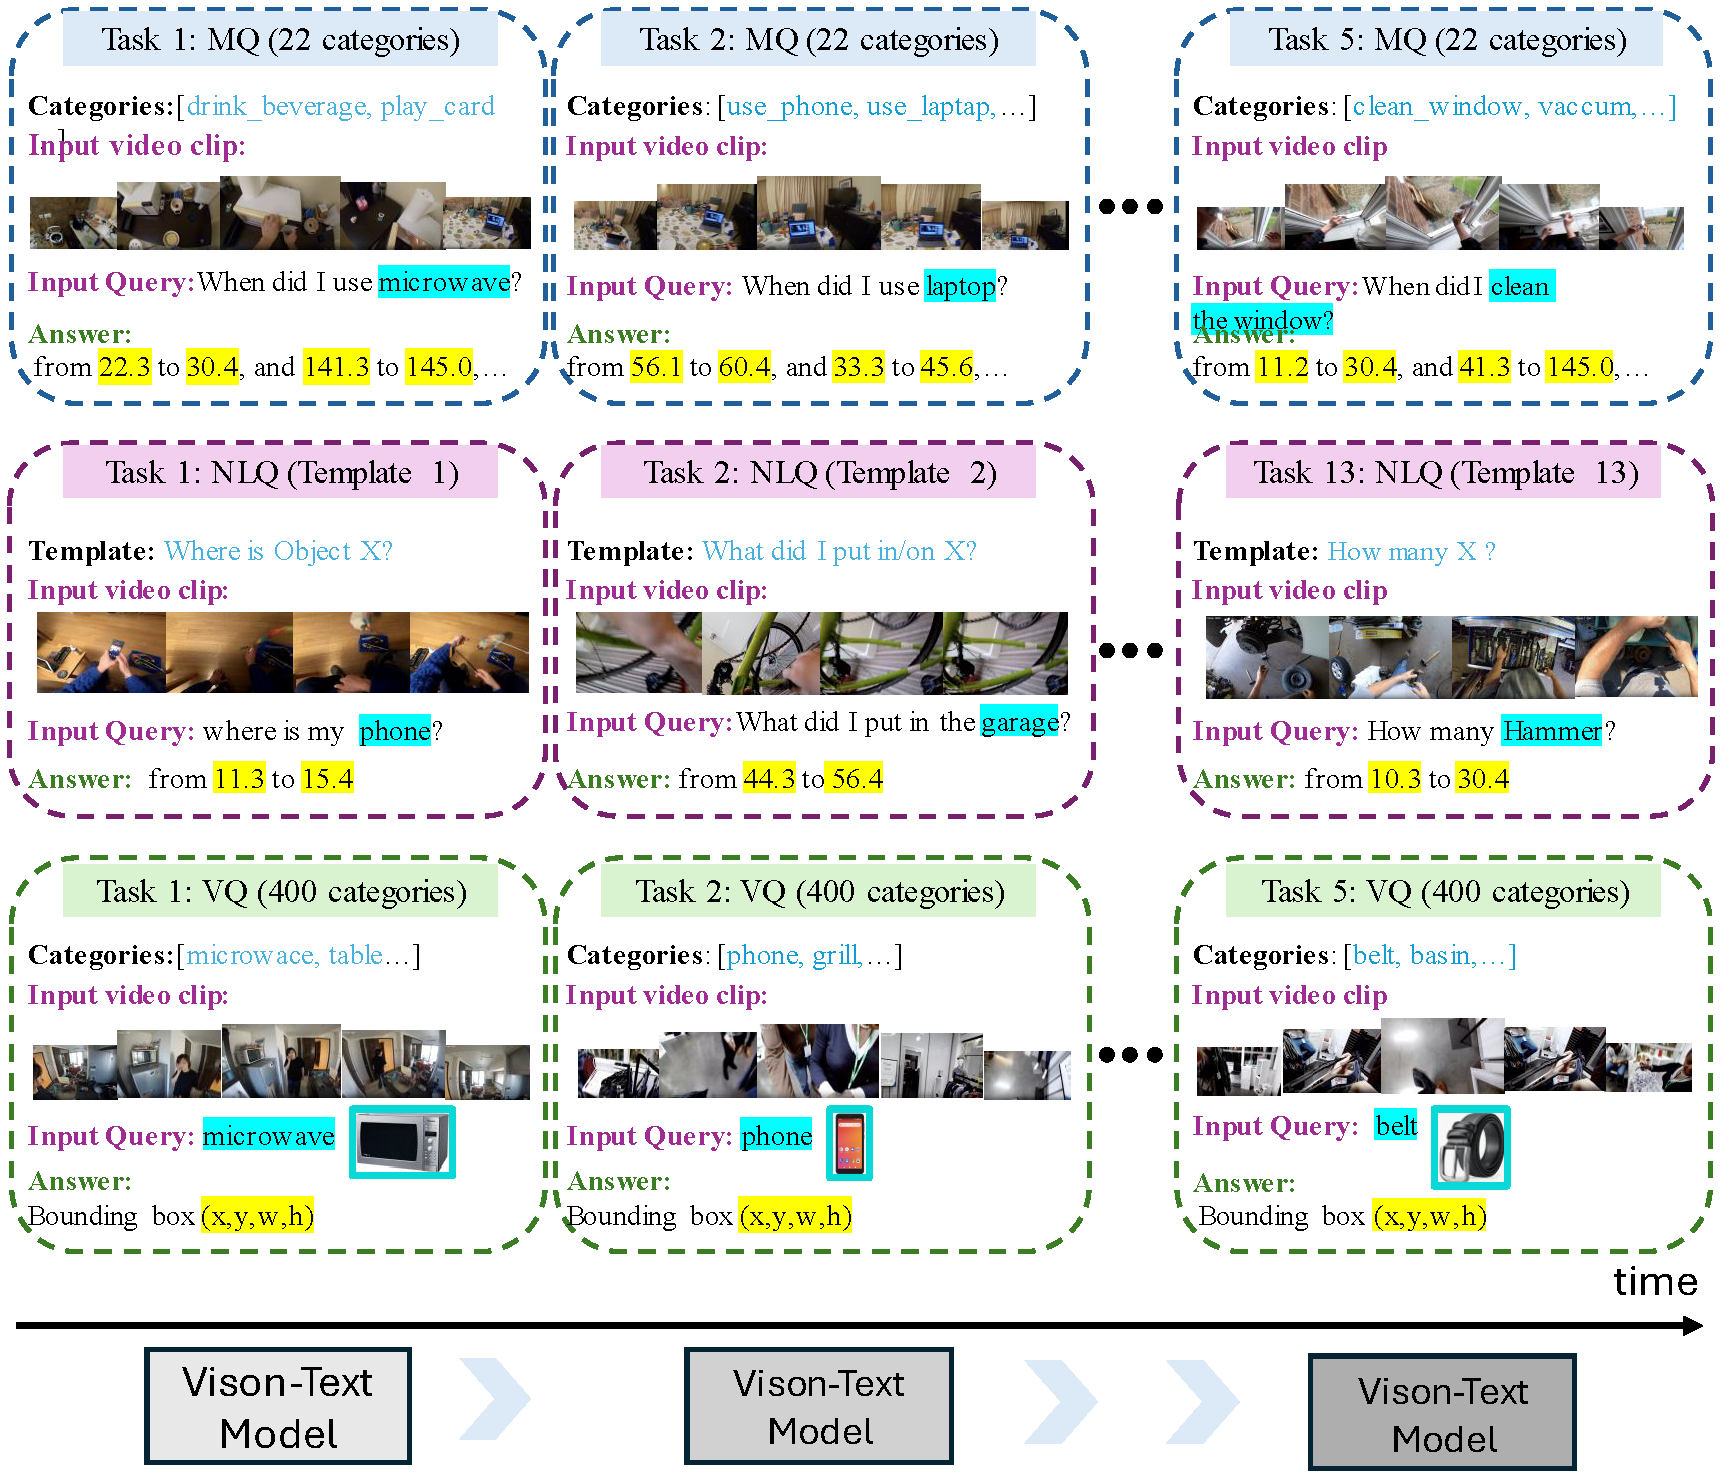 Task 1: MQ (22 categories)
Categories:[drink_beverage, play_card
]
Input video clip:
Input Query:When did I use microwave?
Answer:
from 22.3 to 30.4, and 141.3 to 145.0,...
Task 2: MQ (22 categories)
Categories: [use_phone, use_laptap,...]
Input video clip:
Input Query: When did I use laptop?
Answer:
from 56.1 to 60.4, and 33.3 to 45.6,...
Task 5: MQ (22 categories)
Categories: [clean_window, vaccum,...]
Input video clip
Input Query: When did I clean
the window?
Answer:
from 11.2 to 30.4, and 41.3 to 145.0,...
Task 1: NLQ (Template 1)
Template: Where is Object X?
Input video clip:
Input Query: where is my phone?
Answer: from 11.3 to 15.4
Task 2: NLQ (Template 2)
Template: What did I put in/on X?
Input video clip:
Input Query: What did I put in the garage?
Answer: from 44.3 to 56.4
Task 13: NLQ (Template 13)
Template: How many X ?
Input video clip
Input Query: How many Hammer?
Answer: from 10.3 to 30.4
Task 1: VQ (400 categories)
Categories:[microwace, table...]
Input video clip:
Input Query: microwave
Answer:
Bounding box (x,y,w,h)
Task 2: VQ (400 categories)
Categories: [phone, grill,...]
Input video clip:
Input Query: phone
Answer:
Bounding box (x,y,w,h)
Task 5: VQ (400 categories)
Categories: [belt, basin,...]
Input video clip
Input Query: belt
Answer:
Bounding box (x,y,w,h)
time
Vison-Text
Model
Vison-Text
Model
Vison-Text
Model